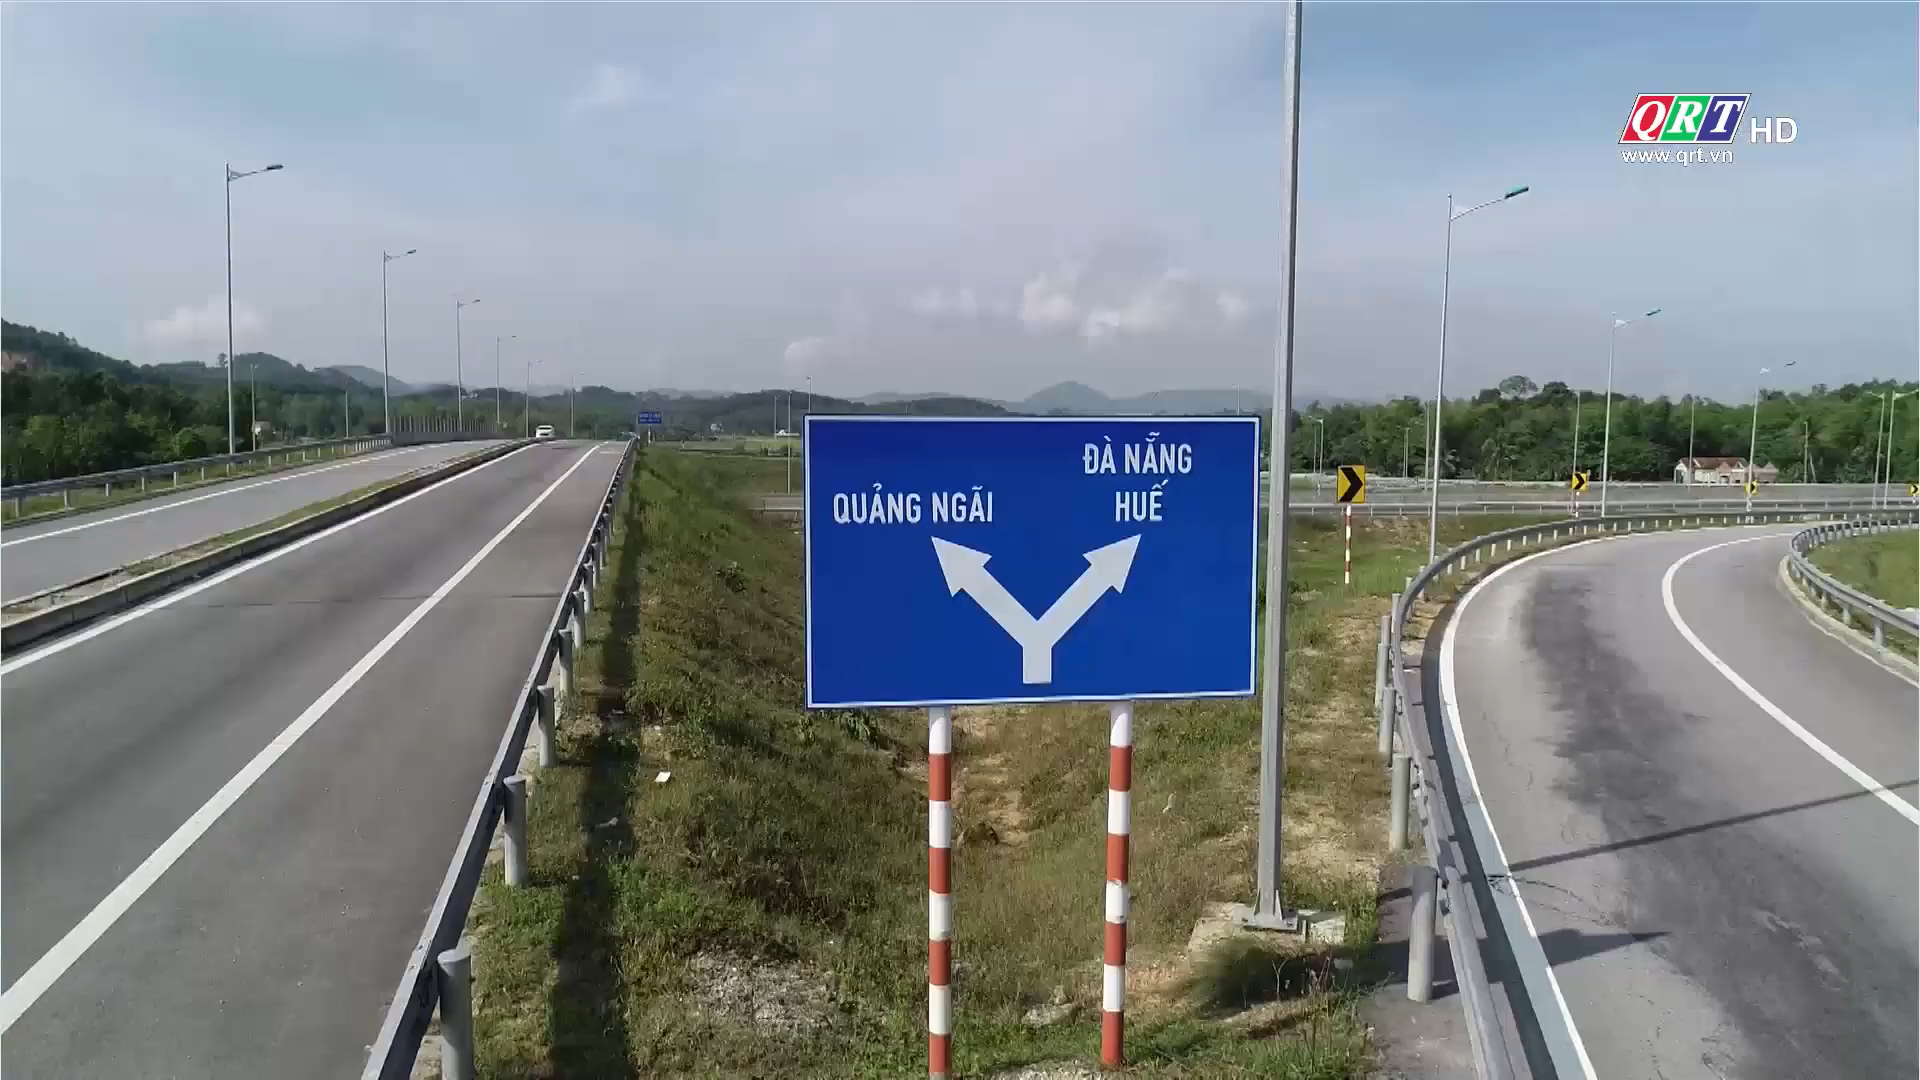 QRT HD
www.qrt.vn
ĐÀ NẴNG
QUẢNG NGÃI
HUẾ